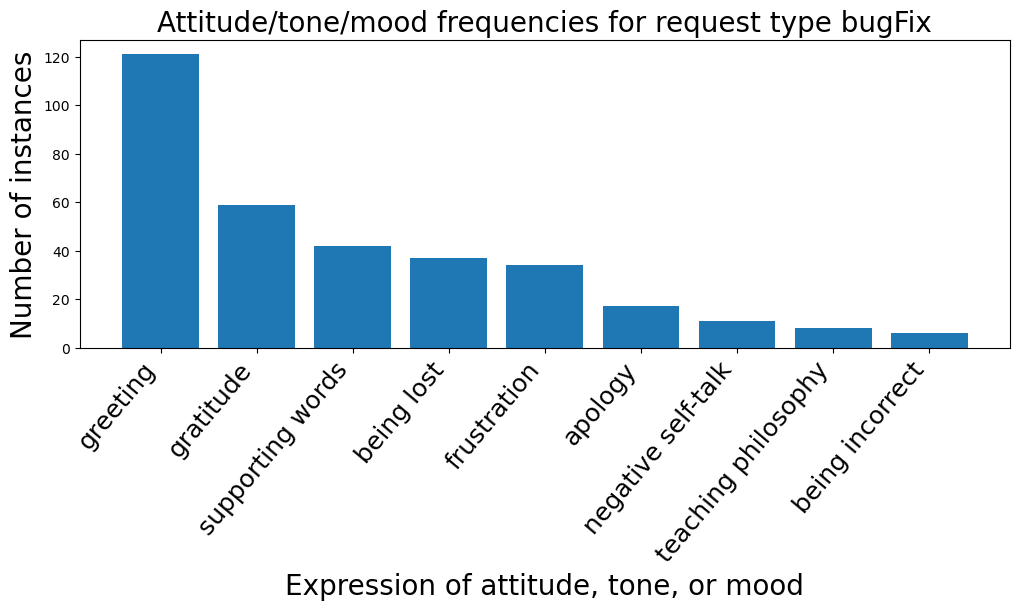 Attitude/tone/mood frequencies for request type bugFix
Number of instances
120
100
80
60
40
20
0
greeting
gratitude
supporting words
being lost
frustration
apology
negative self-talk
teaching philosophy
being incorrect
Expression of attitude, tone, or mood